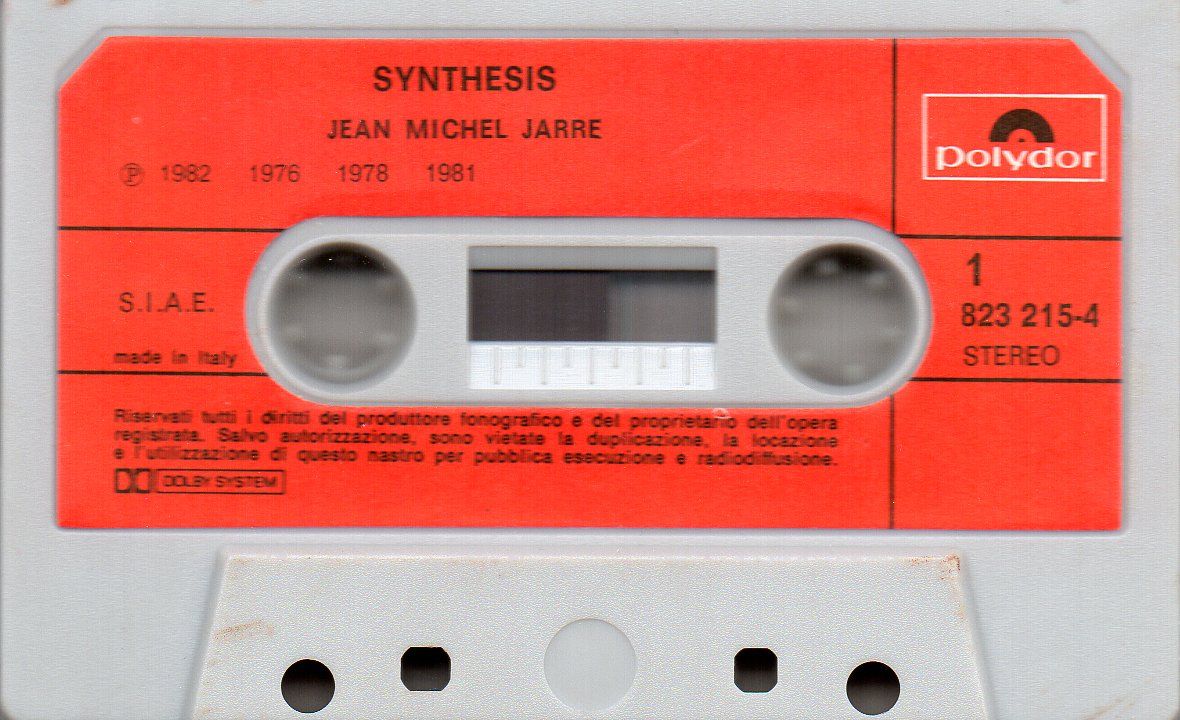 SYNTHESIS
JEAN MICHEL JARRE
℗ 1982 1976 1978 1981
polydor
S.I.A.E.
made in Italy
1
823 215-4
STEREO
Riservati tutti i diritti del produttore fonografico e del proprietario dell'opera
registrata. Salvo autorizzazione, sono vietate la duplicazione, la locazione
e l'utilizzazione di questo nastro per pubblica esecuzione e radiodiffusione.
DOLBY SYSTEM